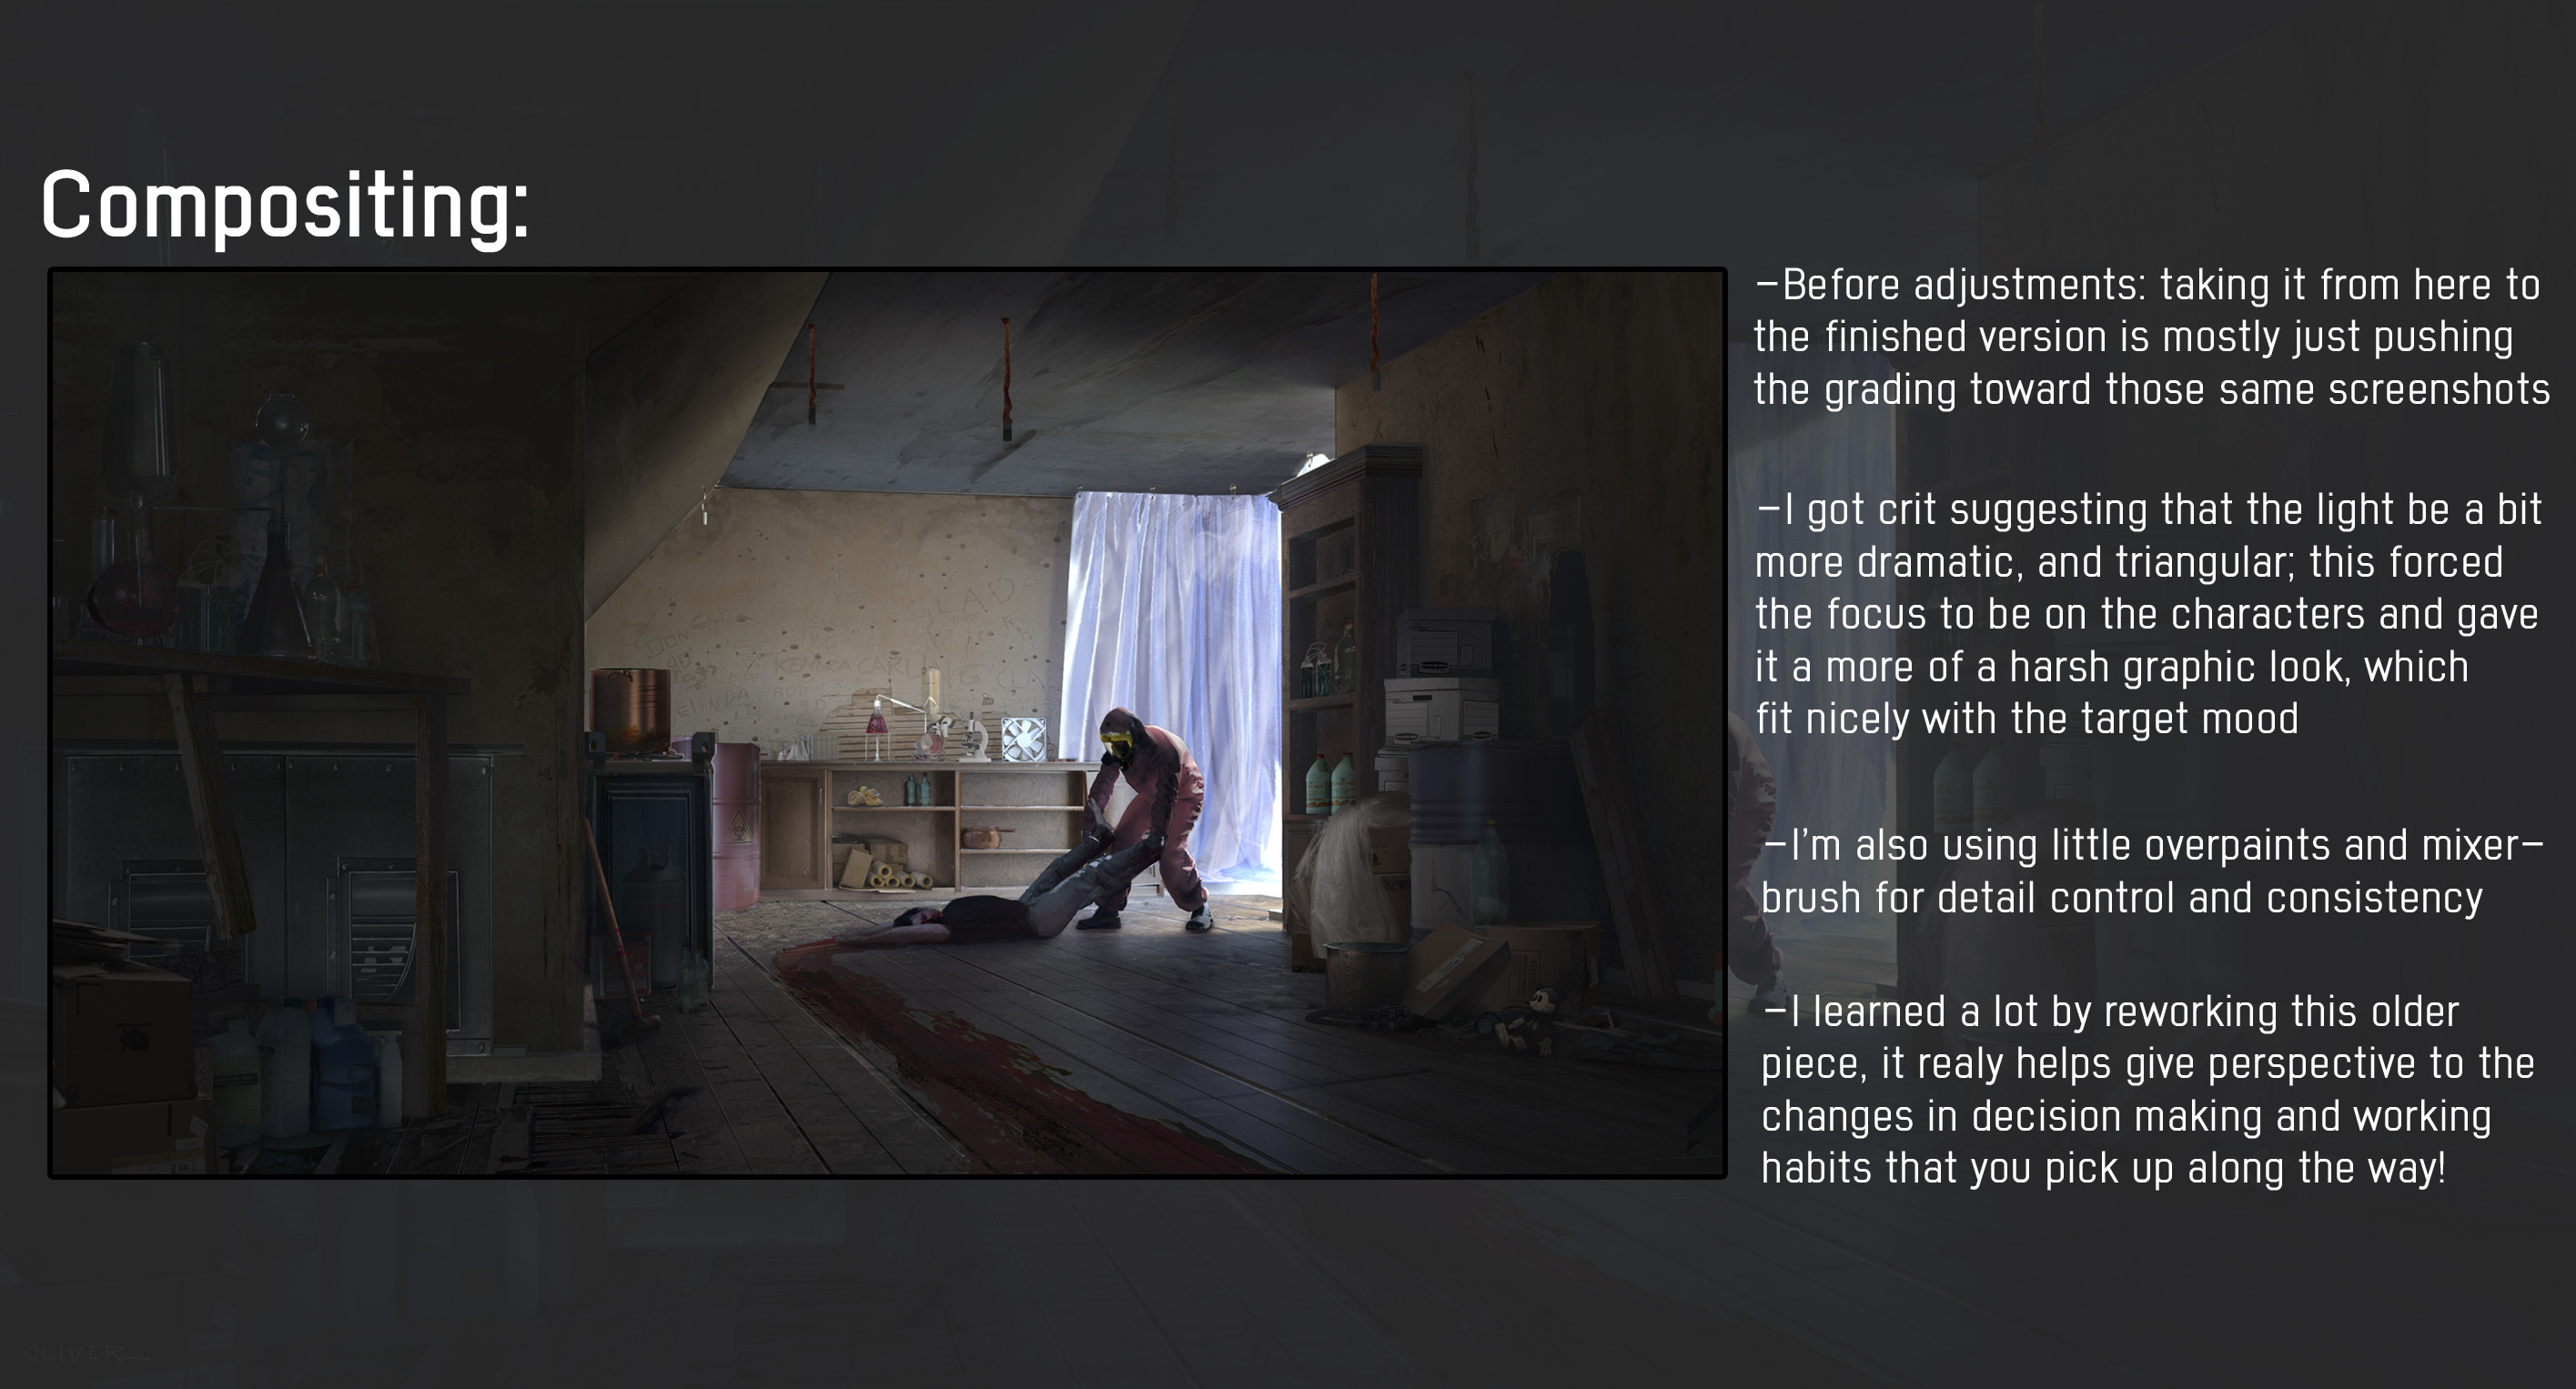 Compositing:
–Before adjustments: taking it from here to
the finished version is mostly just pushing
the grading toward those same screenshots
–I got crit suggesting that the light be a bit
more dramatic, and triangular; this forced
the focus to be on the characters and gave
it a more of a harsh graphic look, which
fit nicely with the target mood
–I'm also using little overpaints and mixer–
brush for detail control and consistency
–I learned a lot by reworking this older
piece, it realy helps give perspective to the
changes in decision making and working
habits that you pick up along the way!
LAD
KENDRA CARL
OLIVER